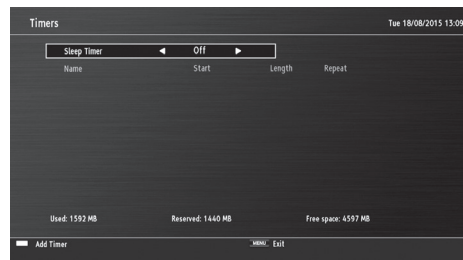 Timers Tue 18/08/2015 13:09
Sleep Timer Off
Name Start Length Repeat
Used: 1592 MB Reserved: 1440 MB Free space: 4597 MB
Add Timer MENU Exit